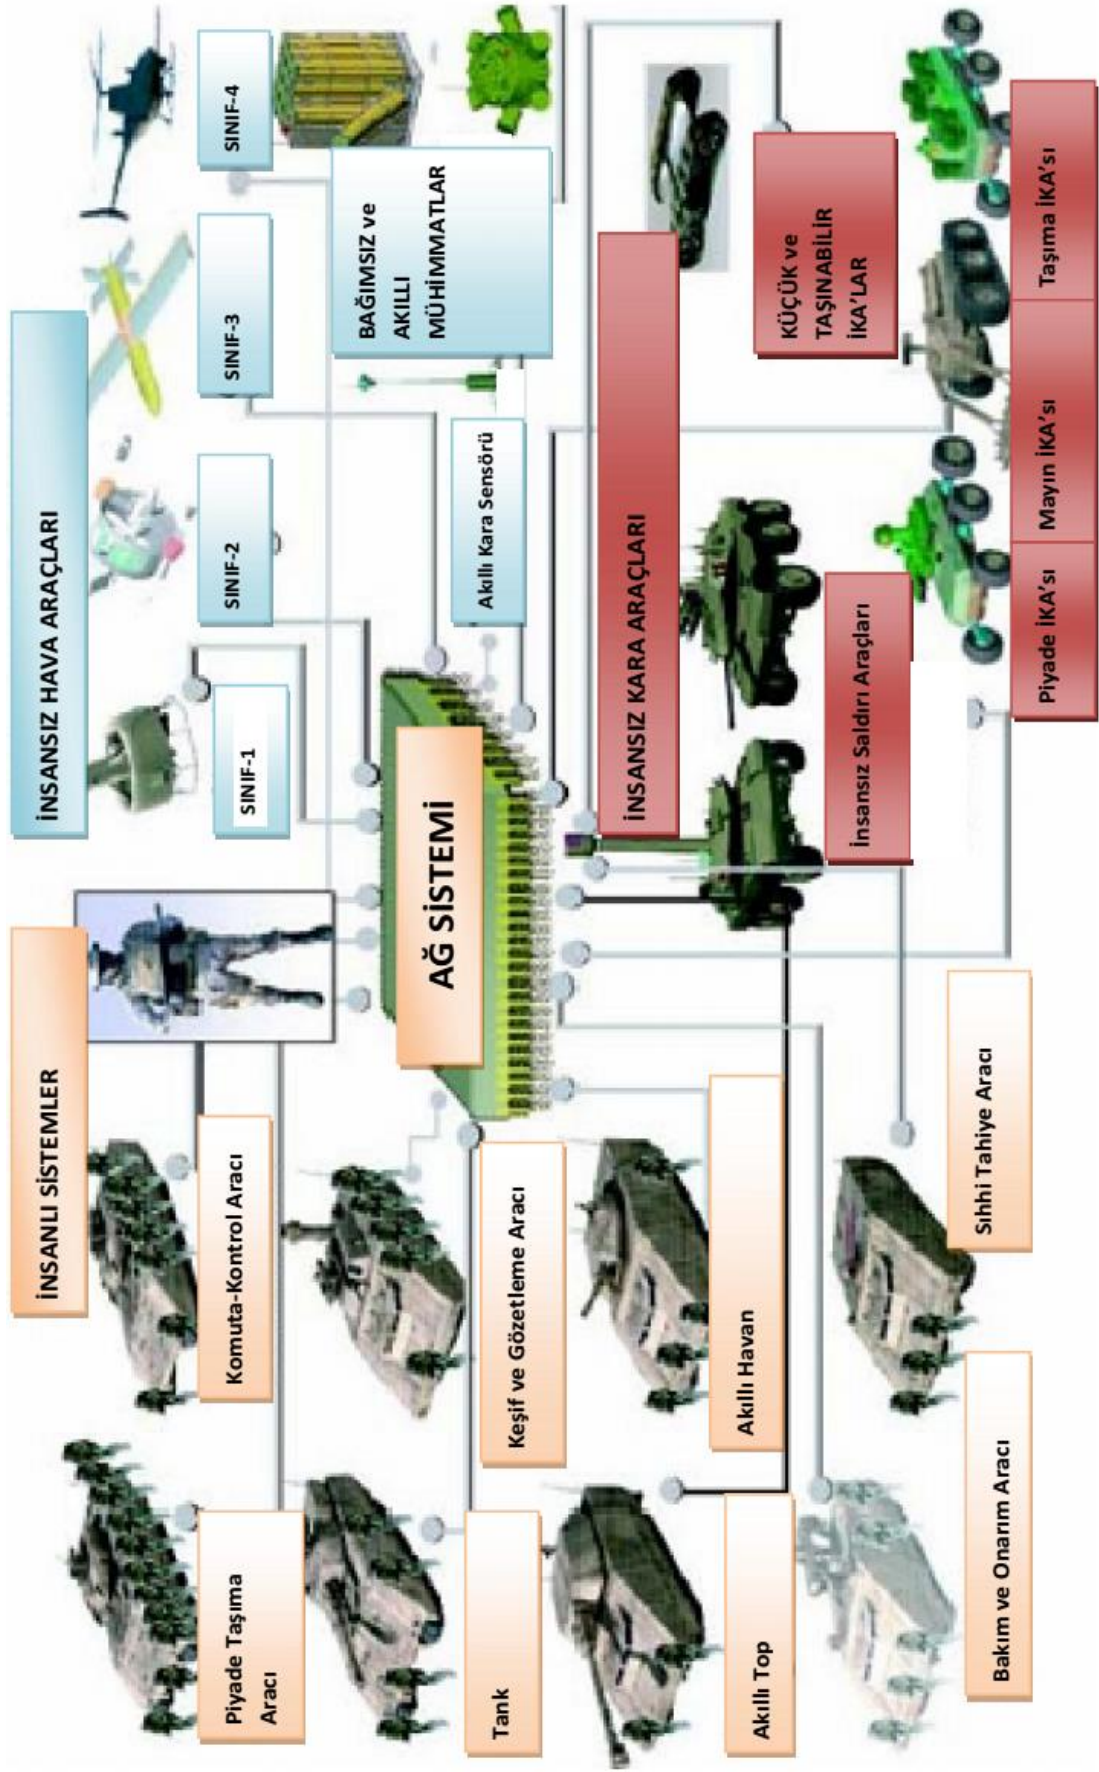 İNSANLI SİSTEMLER
İNSANSIZ HAVA ARAÇLARI
Piyade Taşıma
Aracı
Komuta-Kontrol Aracı
SINIF-1
SINIF-2
SINIF-3
SINIF-4
Tank
Keşif ve Gözetleme Aracı
AĞ SİSTEMİ
Akıllı Kara Sensörü
BAĞIMSIZ ve
AKILLI
MÜHİMMATLAR
Akıllı Top
Akıllı Havan
İNSANSIZ KARA ARAÇLARI
İnsansız Saldırı Araçları
KÜÇÜK ve
TAŞINABİLİR
İKA’LAR
Bakım ve Onarım Aracı
Sıhhi Tahiye Aracı
Piyade İKA’sı
Mayın İKA’sı
Taşıma İKA’sı